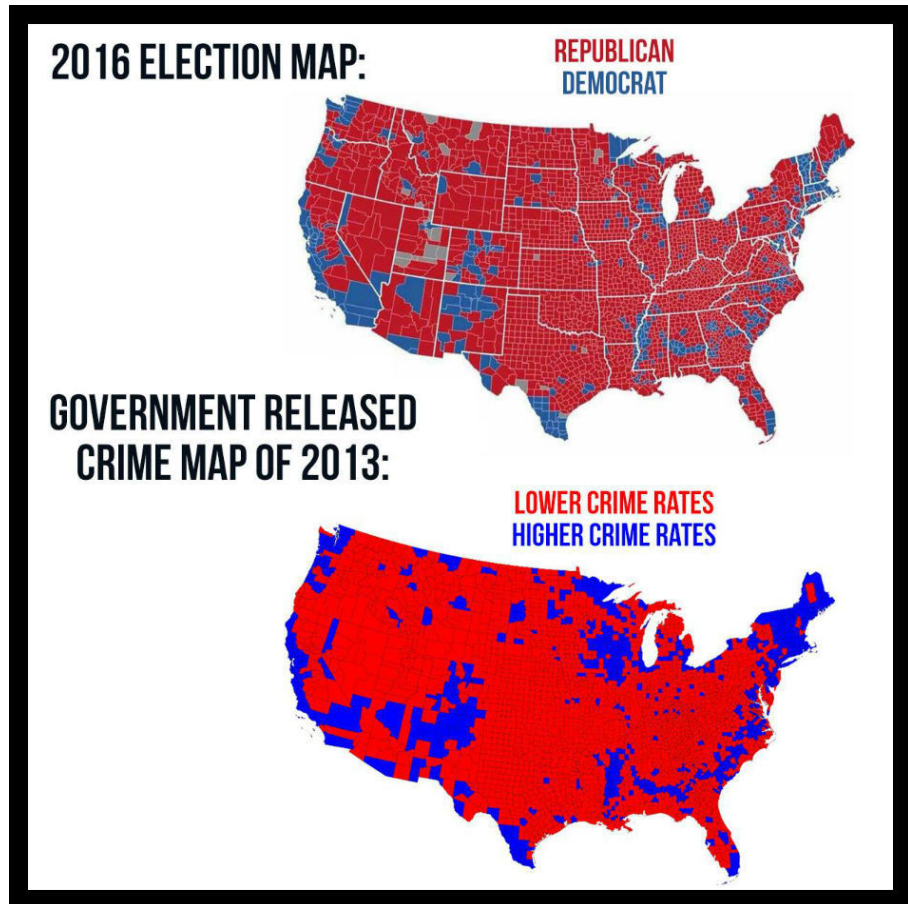 2016 ELECTION MAP:
REPUBLICAN
DEMOCRAT
GOVERNMENT RELEASED
CRIME MAP OF 2013:
LOWER CRIME RATES
HIGHER CRIME RATES